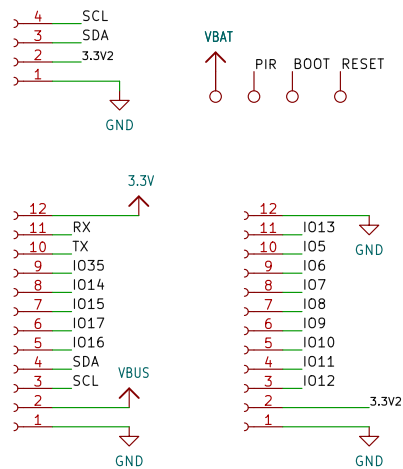 4 SCL
3 SDA
2 3.3V2
1
GND
VBAT
PIR BOOT RESET
3.3V
12
11 RX
10 TX
9 IO35
8 IO14
7 IO15
6 IO17
5 IO16
4 SDA
3 SCL
2 VBUS
1
GND
12
11 IO13
GND
10 IO5
9 IO6
8 IO7
7 IO8
6 IO9
5 IO10
4 IO11
3 IO12
2 3.3V2
1
GND